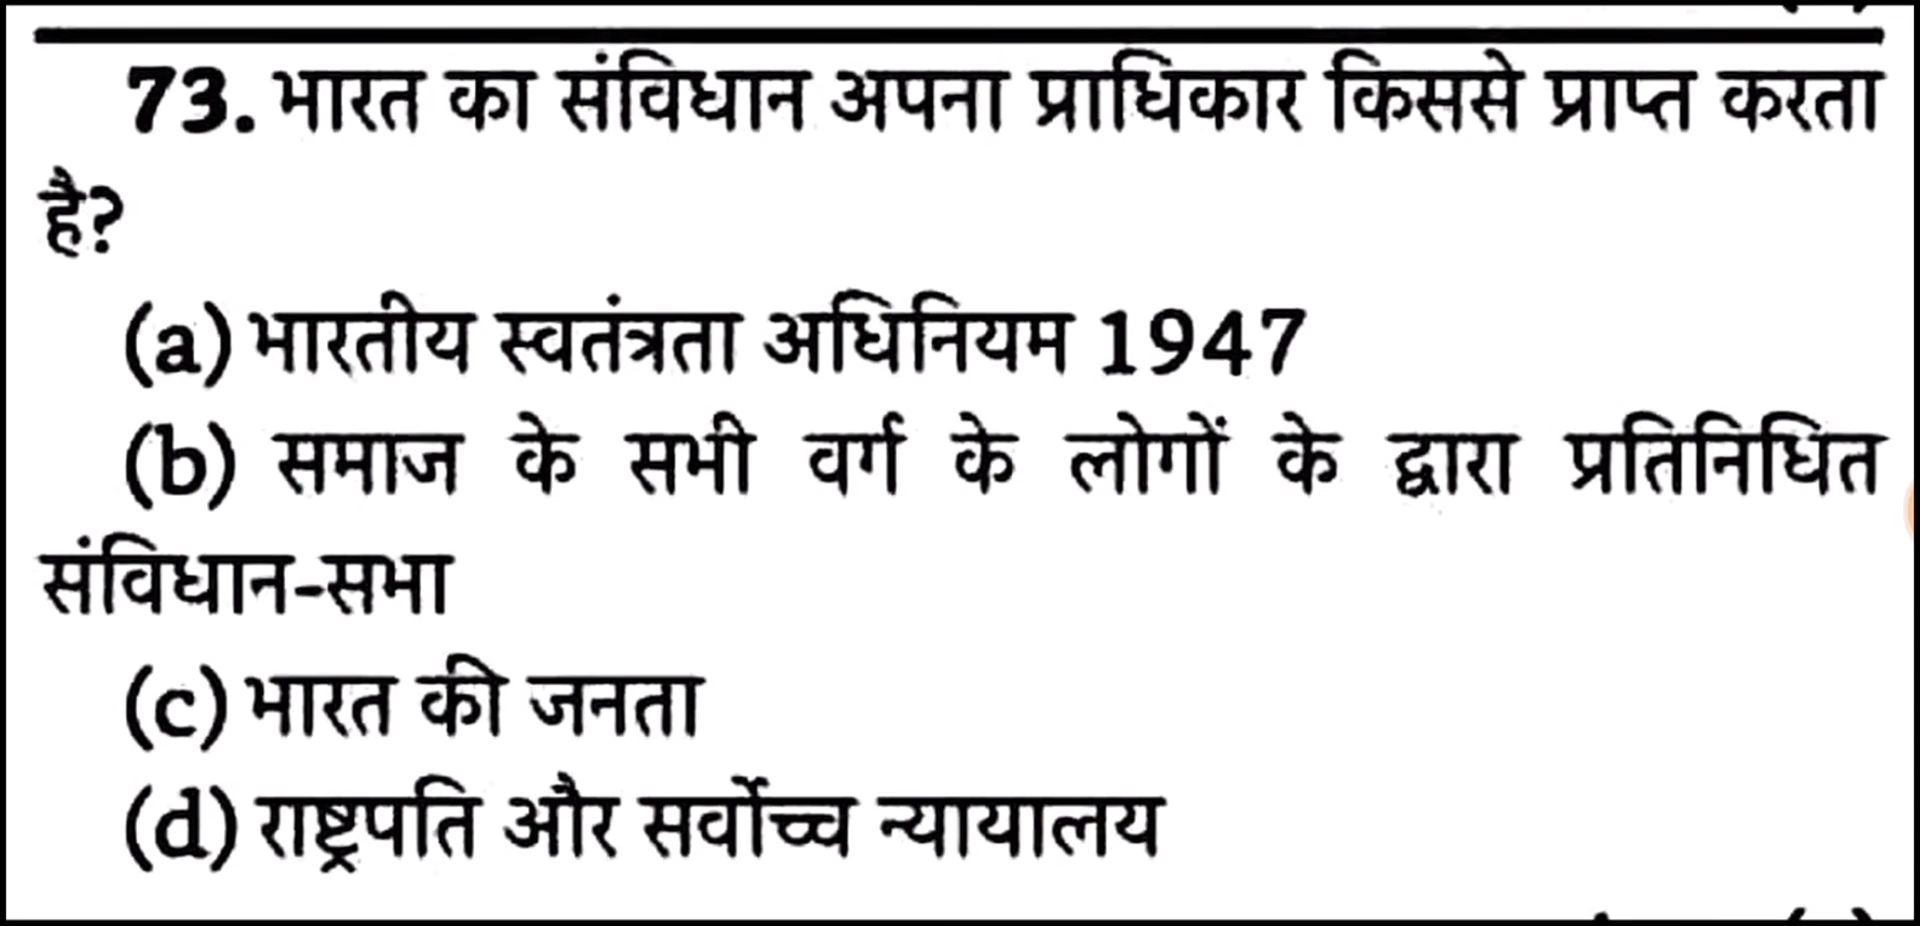 73. भारत का संविधान अपना प्राधिकार किससे प्राप्त करता
है?
(a) भारतीय स्वतंत्रता अधिनियम 1947
(b) समाज के सभी वर्ग के लोगों के द्वारा प्रतिनिधित
संविधान-सभा
(c) भारत की जनता
(d) राष्ट्रपति और सर्वोच्च न्यायालय